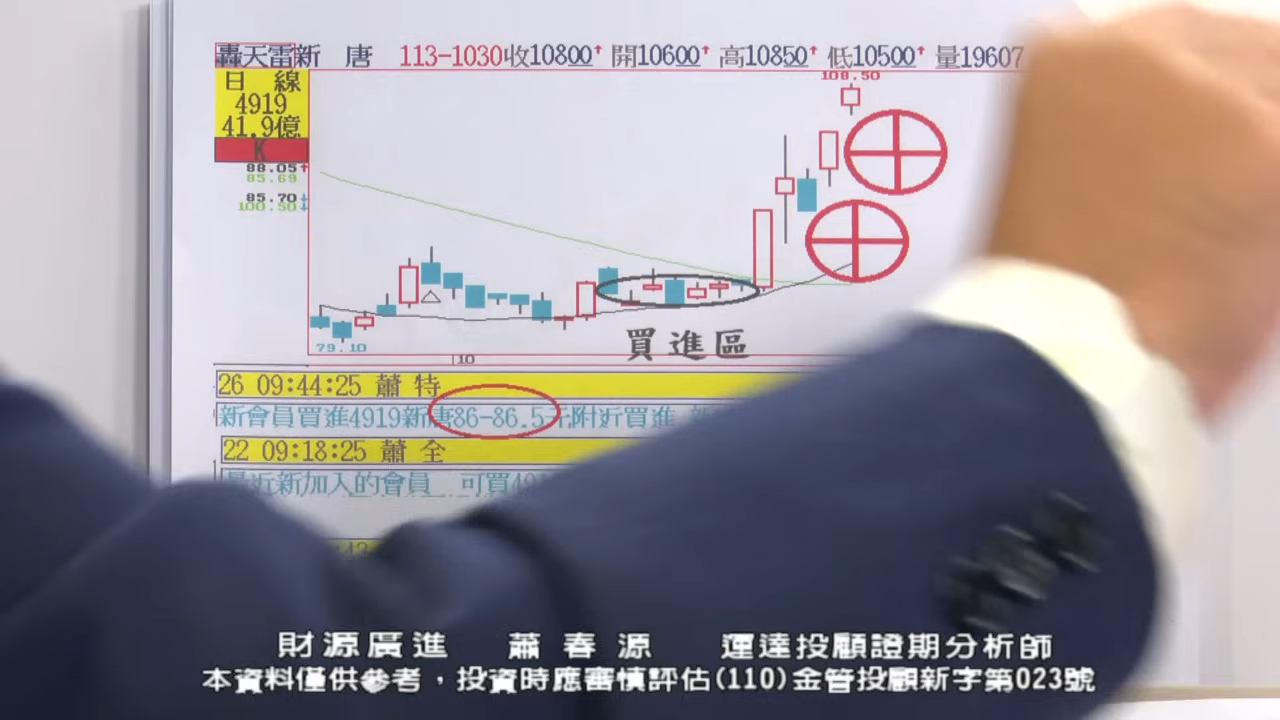 轟天雷新 唐 113-1030收10800↑ 開10600↑ 高10850↑ 低10500↑ 量19607
日 線
4919
41.9億
K
88.05↑
85.69
85.70↓
100.50↓
108.50
79.10
10
買進區
26 09:44:25 蕭 特
新會員買進4919新唐86-86.5元附近買進
22 09:18:25 蕭 全
最近新加入的會員 可買49
財源廣進 蕭春源 運達投顧證期分析師
本資料僅供參考，投資時應審慎評估(110)金管投顧新字第023號